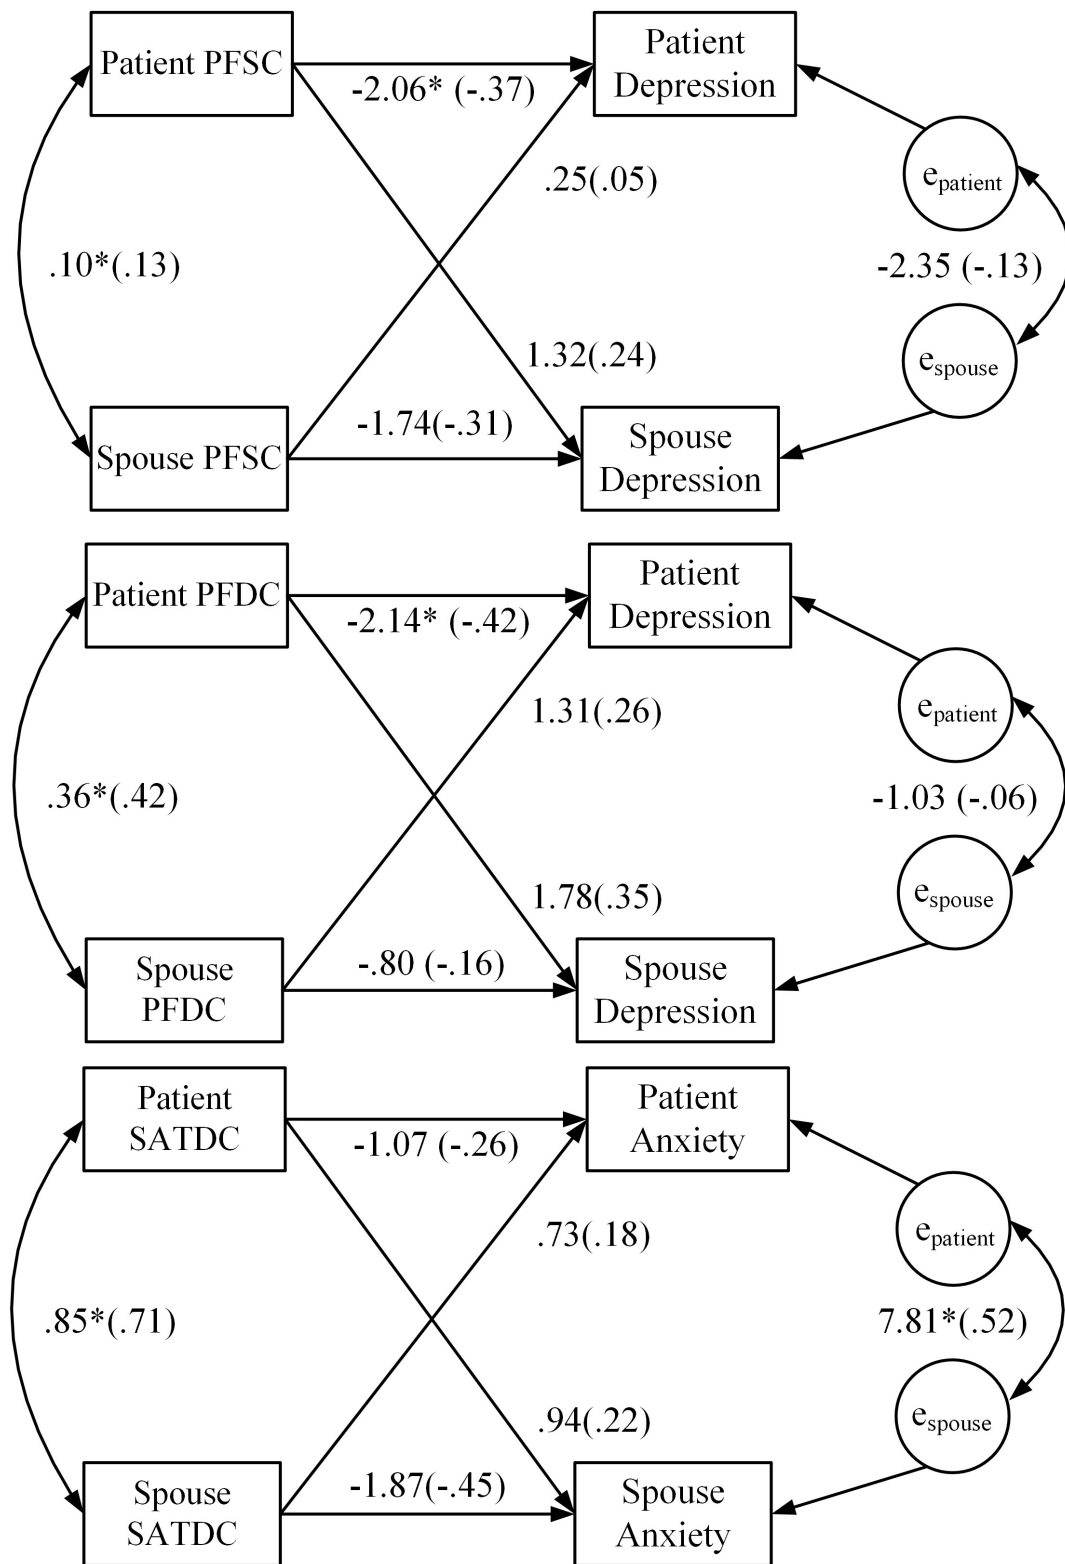 Patient PFSC
-2.06* (-.37)
Patient
Depression
.25(.05)
e patient
.10*(.13)
-2.35 (-.13)
1.32(.24)
e spouse
Spouse PFSC
-1.74(-.31)
Spouse
Depression
Patient PFDC
-2.14* (-.42)
Patient
Depression
1.31(.26)
e patient
.36*(.42)
-1.03 (-.06)
1.78(.35)
e spouse
Spouse
PFDC
-.80 (-.16)
Spouse
Depression
Patient
SATDC
-1.07 (-.26)
Patient
Anxiety
.73(.18)
e patient
.85*(.71)
7.81*(.52)
.94(.22)
e spouse
Spouse
SATDC
-1.87(-.45)
Spouse
Anxiety